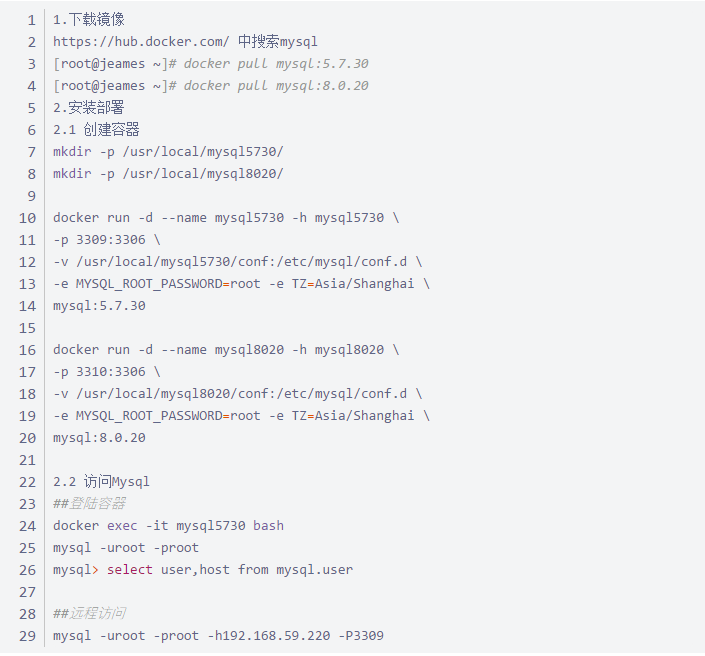 1 1.下载镜像
2 https://hub.docker.com/ 中搜索mysql
3 [root@jeames ~]# docker pull mysql:5.7.30
4 [root@jeames ~]# docker pull mysql:8.0.20
5 2.安装部署
6 2.1 创建容器
7 mkdir -p /usr/local/mysql5730/
8 mkdir -p /usr/local/mysql8020/
9
10 docker run -d --name mysql5730 -h mysql5730 \
11 -p 3309:3306 \
12 -v /usr/local/mysql5730/conf:/etc/mysql/conf.d \
13 -e MYSQL_ROOT_PASSWORD=root -e TZ=Asia/Shanghai \
14 mysql:5.7.30
15
16 docker run -d --name mysql8020 -h mysql8020 \
17 -p 3310:3306 \
18 -v /usr/local/mysql8020/conf:/etc/mysql/conf.d \
19 -e MYSQL_ROOT_PASSWORD=root -e TZ=Asia/Shanghai \
20 mysql:8.0.20
21
22 2.2 访问Mysql
23 ##登陆容器
24 docker exec -it mysql5730 bash
25 mysql -uroot -proot
26 mysql> select user,host from mysql.user
27
28 ##远程访问
29 mysql -uroot -proot -h192.168.59.220 -P3309